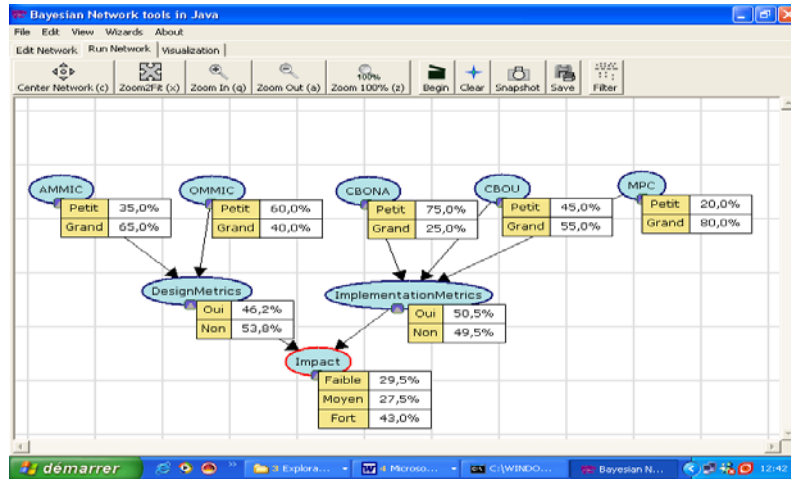 Bayesian Network tools in Java
File Edit View Wizards About
Edit Network Run Network Visualization
Center Network (c) Zoom2Fit (x) Zoom In (q) Zoom Out (a) 100% Zoom 100% (z) Begin Clear Snapshot Save Filter
AMMIC
Petit 35,0%
Grand 65,0%
OMMIC
Petit 60,0%
Grand 40,0%
CBONA
Petit 75,0%
Grand 25,0%
CBOU
Petit 45,0%
Grand 55,0%
MPC
Petit 20,0%
Grand 80,0%
DesignMetrics
Oui 46,2%
Non 53,8%
ImplementationMetrics
Oui 50,5%
Non 49,5%
Impact
Faible 29,5%
Moyen 27,5%
Fort 43,0%
démarrer 3 Explora... 4 Microso... C:\WINDO... Bayesian N... 12:42